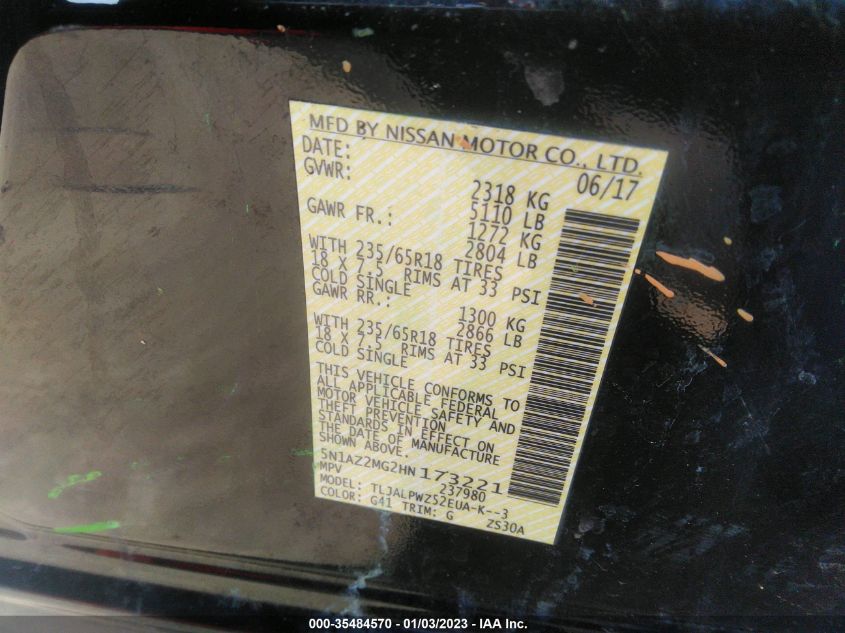 MFD BY NISSAN MOTOR CO., LTD.
DATE: 06/17
GVWR: 2318 KG
5110 LB
GAWR FR.: 1272 KG
2804 LB
WITH 235/65R18 TIRES
18 X 7.5 RIMS AT 33 PSI
COLD SINGLE
GAWR RR.: 1300 KG
2866 LB
WITH 235/65R18 TIRES
18 X 7.5 RIMS AT 33 PSI
COLD SINGLE
THIS VEHICLE CONFORMS TO
ALL APPLICABLE FEDERAL
MOTOR VEHICLE SAFETY AND
THEFT PREVENTION
STANDARDS IN EFFECT ON
THE DATE OF MANUFACTURE
SHOWN ABOVE.
5N1AZ2MG2HN173221
MPV 237980
MODEL: TLJALPWZ52EUA-K--3
COLOR: G41 TRIM: G ZS30A
000-35484570 - 01/03/2023 - IAA Inc.